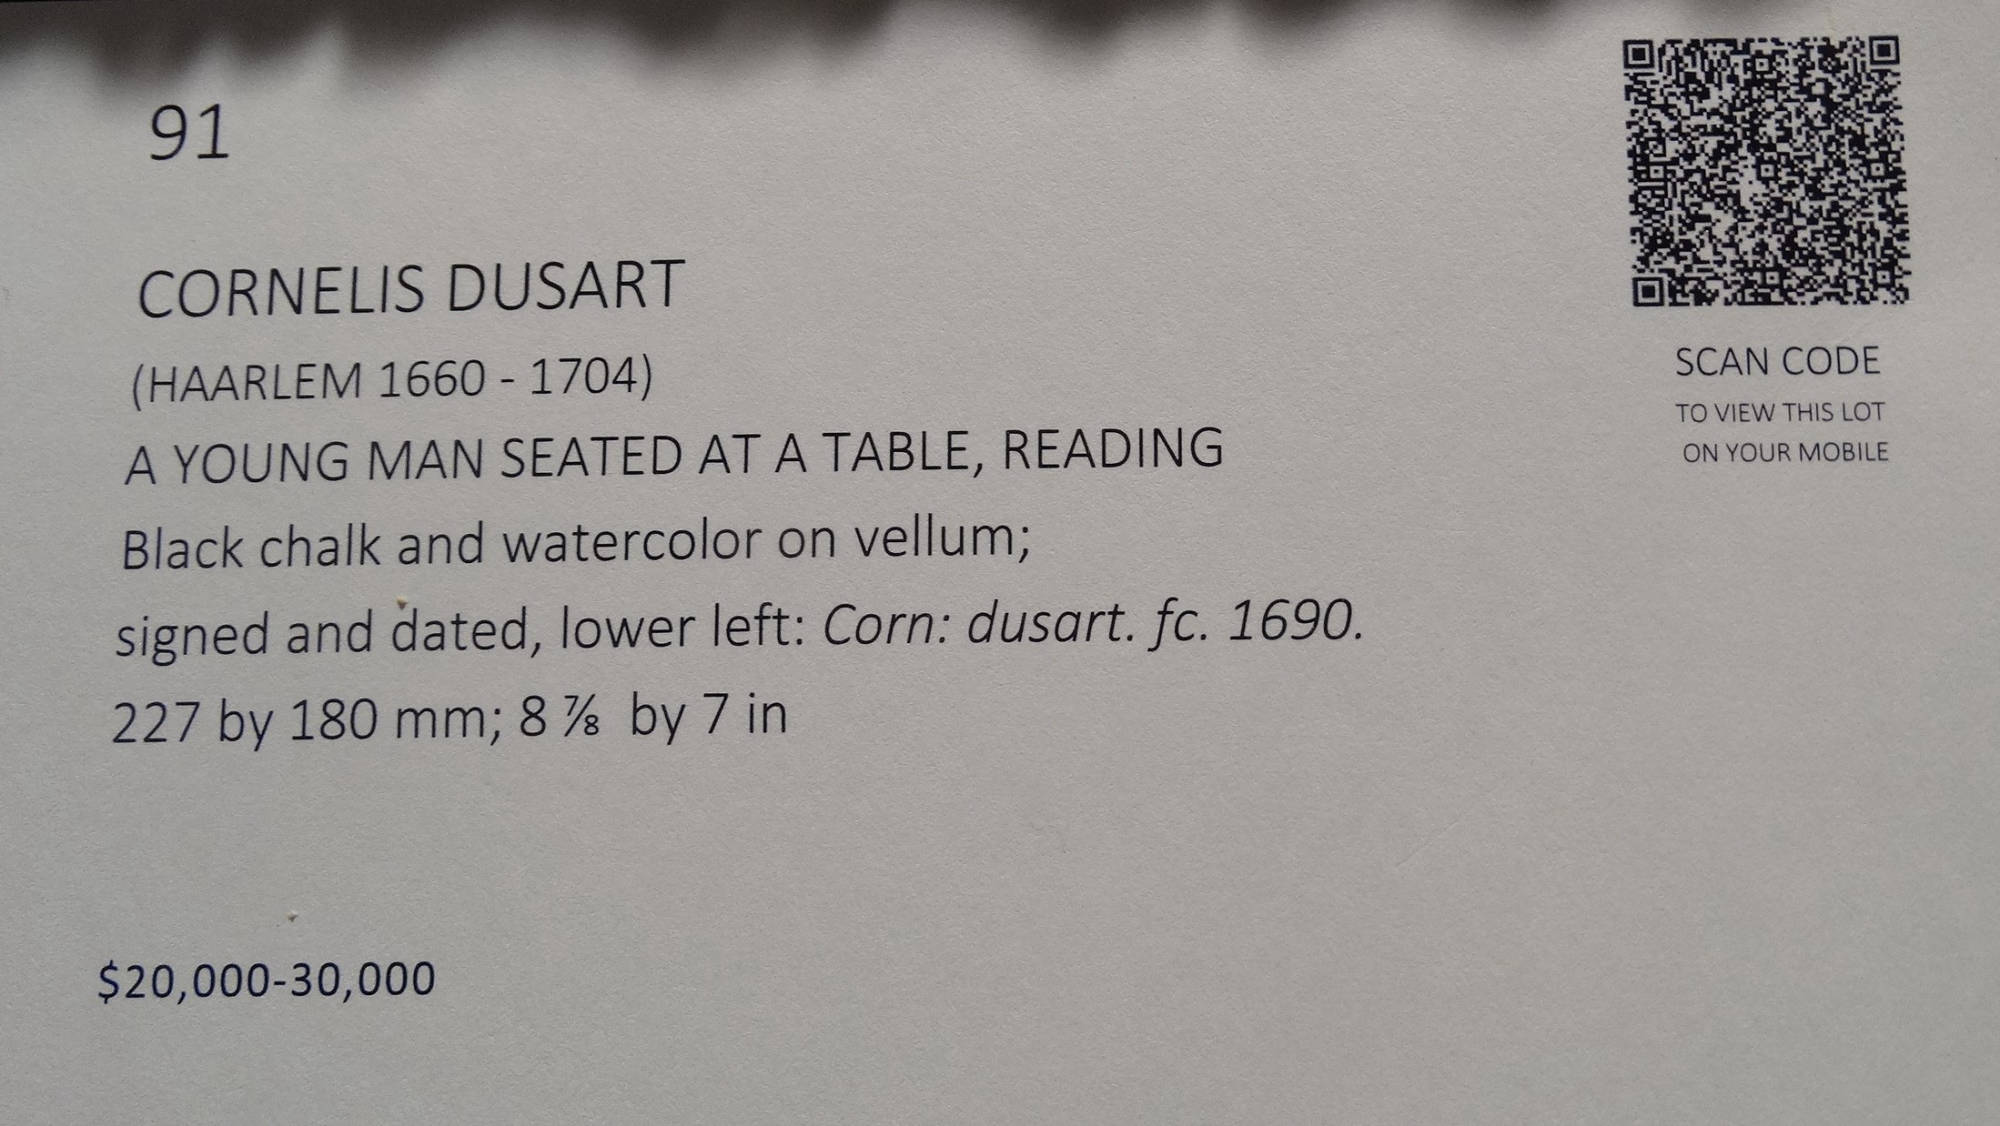 91
CORNELIS DUSART
(HAARLEM 1660 - 1704)
A YOUNG MAN SEATED AT A TABLE, READING
Black chalk and watercolor on vellum;
signed and dated, lower left: Corn: dusart. fc. 1690.
227 by 180 mm; 8 ⅞ by 7 in
$20,000-30,000
SCAN CODE
TO VIEW THIS LOT
ON YOUR MOBILE